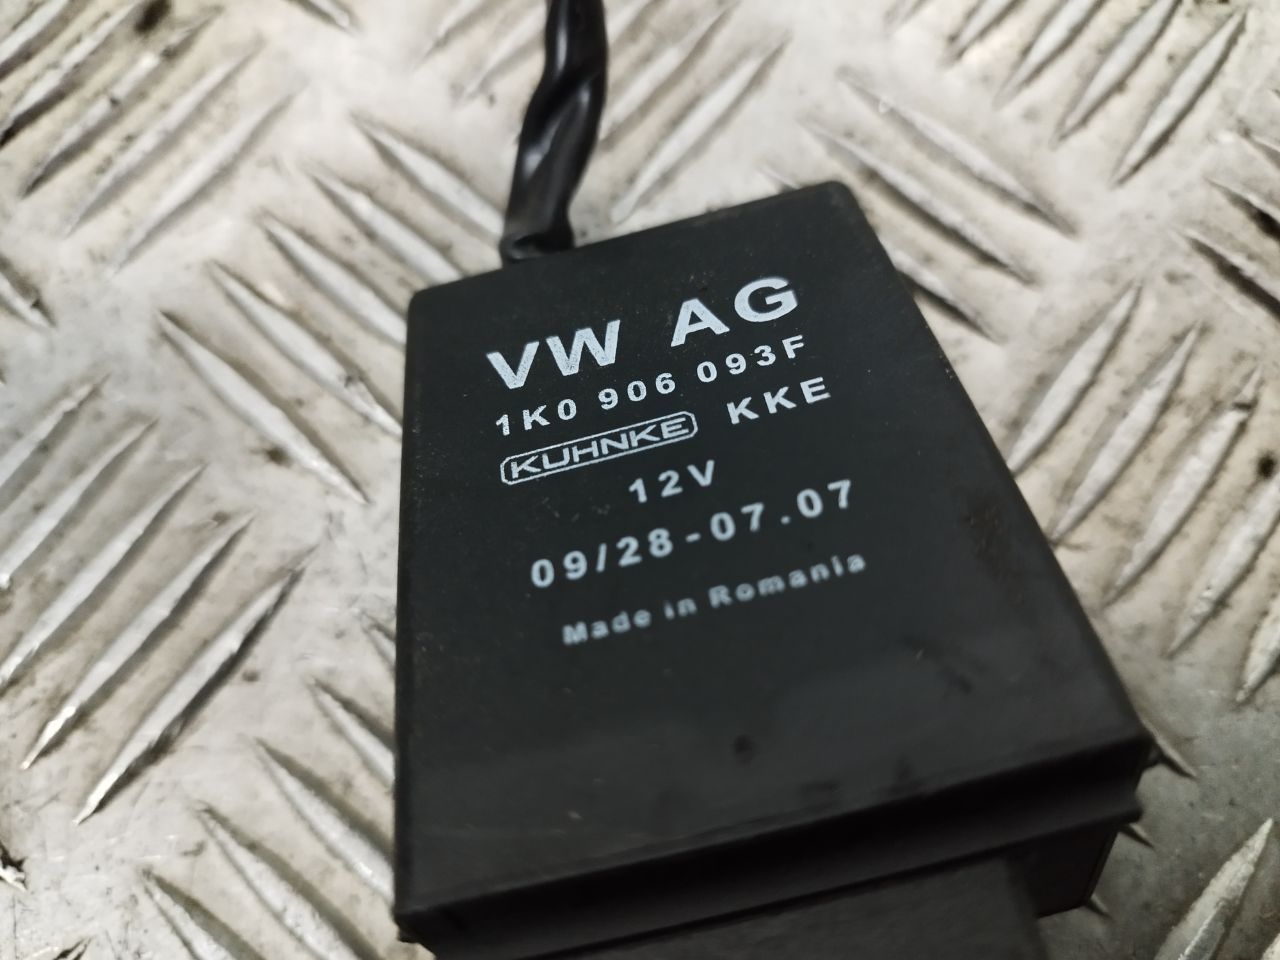 VW AG
1K0 906 093F
KUHNKE KKE
12V
09/28-07.07
Made in Romania